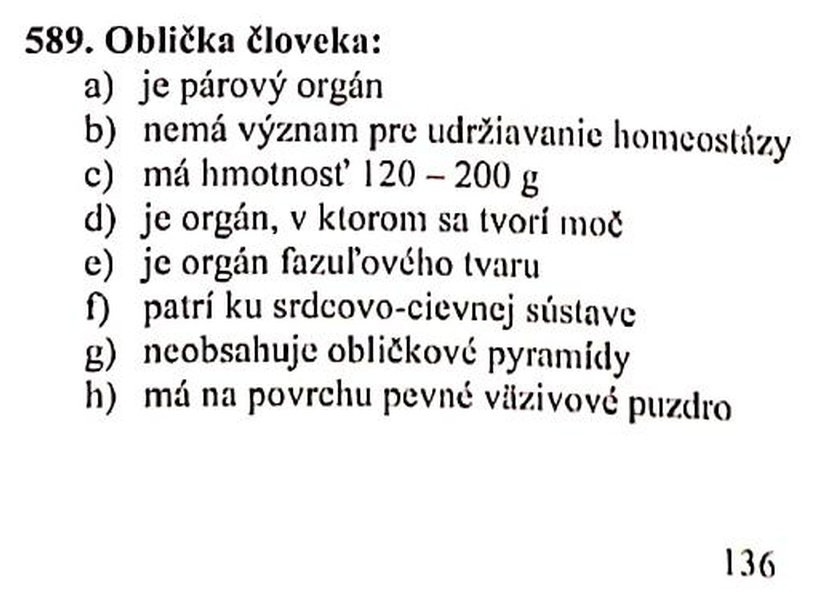 589. Oblička človeka:
a) je párový orgán
b) nemá význam pre udržiavanie homeostázy
c) má hmotnosť 120 – 200 g
d) je orgán, v ktorom sa tvorí moč
e) je orgán fazuľového tvaru
f) patrí ku srdcovo-cievnej sústave
g) neobsahuje obličkové pyramídy
h) má na povrchu pevné väzivové puzdro
136